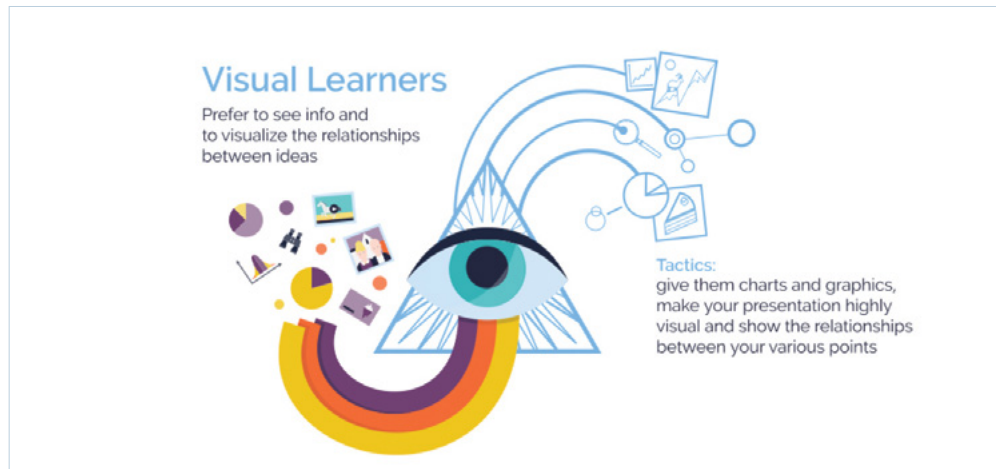 Visual Learners
Prefer to see info and
to visualize the relationships
between ideas
Tactics:
give them charts and graphics,
make your presentation highly
visual and show the relationships
between your various points